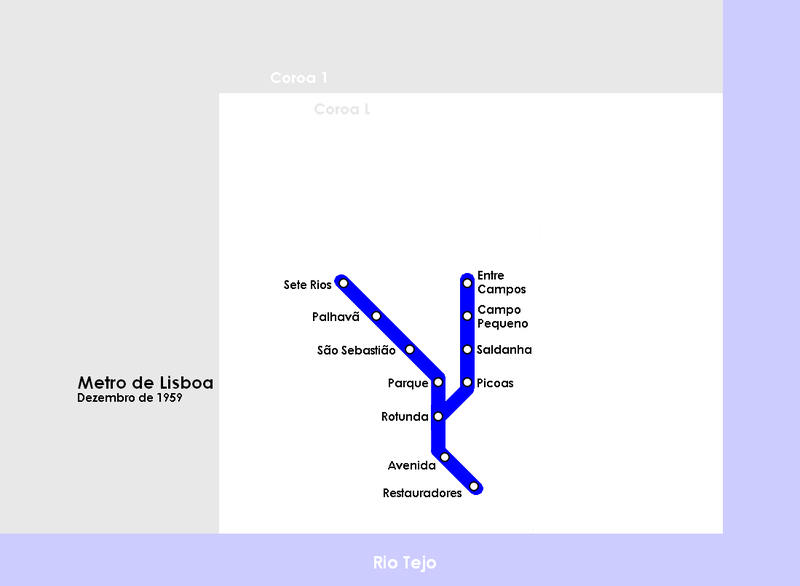 Coroa 1
Coroa L
Entre
Campos
Sete Rios
Campo
Pequeno
Palhavã
São Sebastião
Saldanha
Parque
Picoas
Metro de Lisboa
Dezembro de 1959
Rotunda
Avenida
Restauradores
Rio Tejo